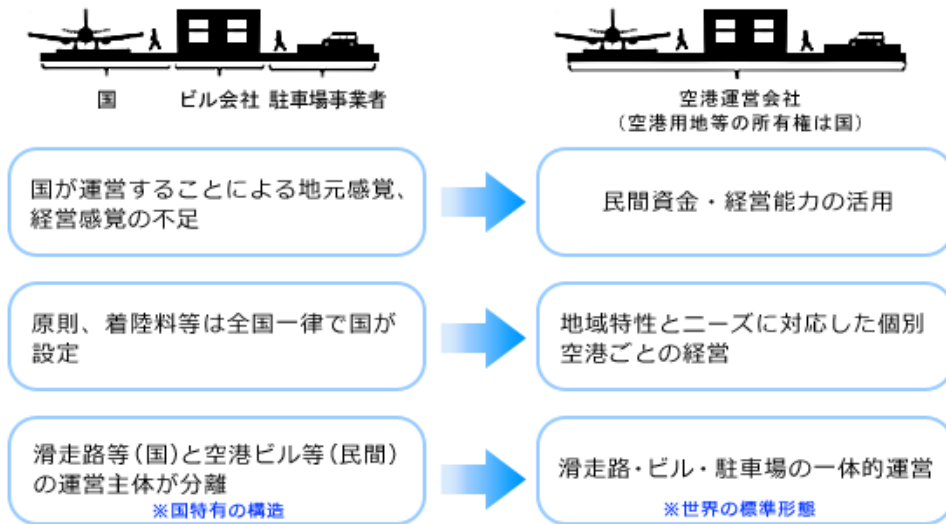 国 ビル会社 駐車場事業者
空港運営会社
(空港用地等の所有権は国)
国が運営することによる地元感覚、
経営感覚の不足
民間資金・経営能力の活用
原則、着陸料等は全国一律で国が
設定
地域特性とニーズに対応した個別
空港ごとの経営
滑走路等(国)と空港ビル等(民間)
の運営主体が分離
※国特有の構造
滑走路・ビル・駐車場の一体的運営
※世界の標準形態